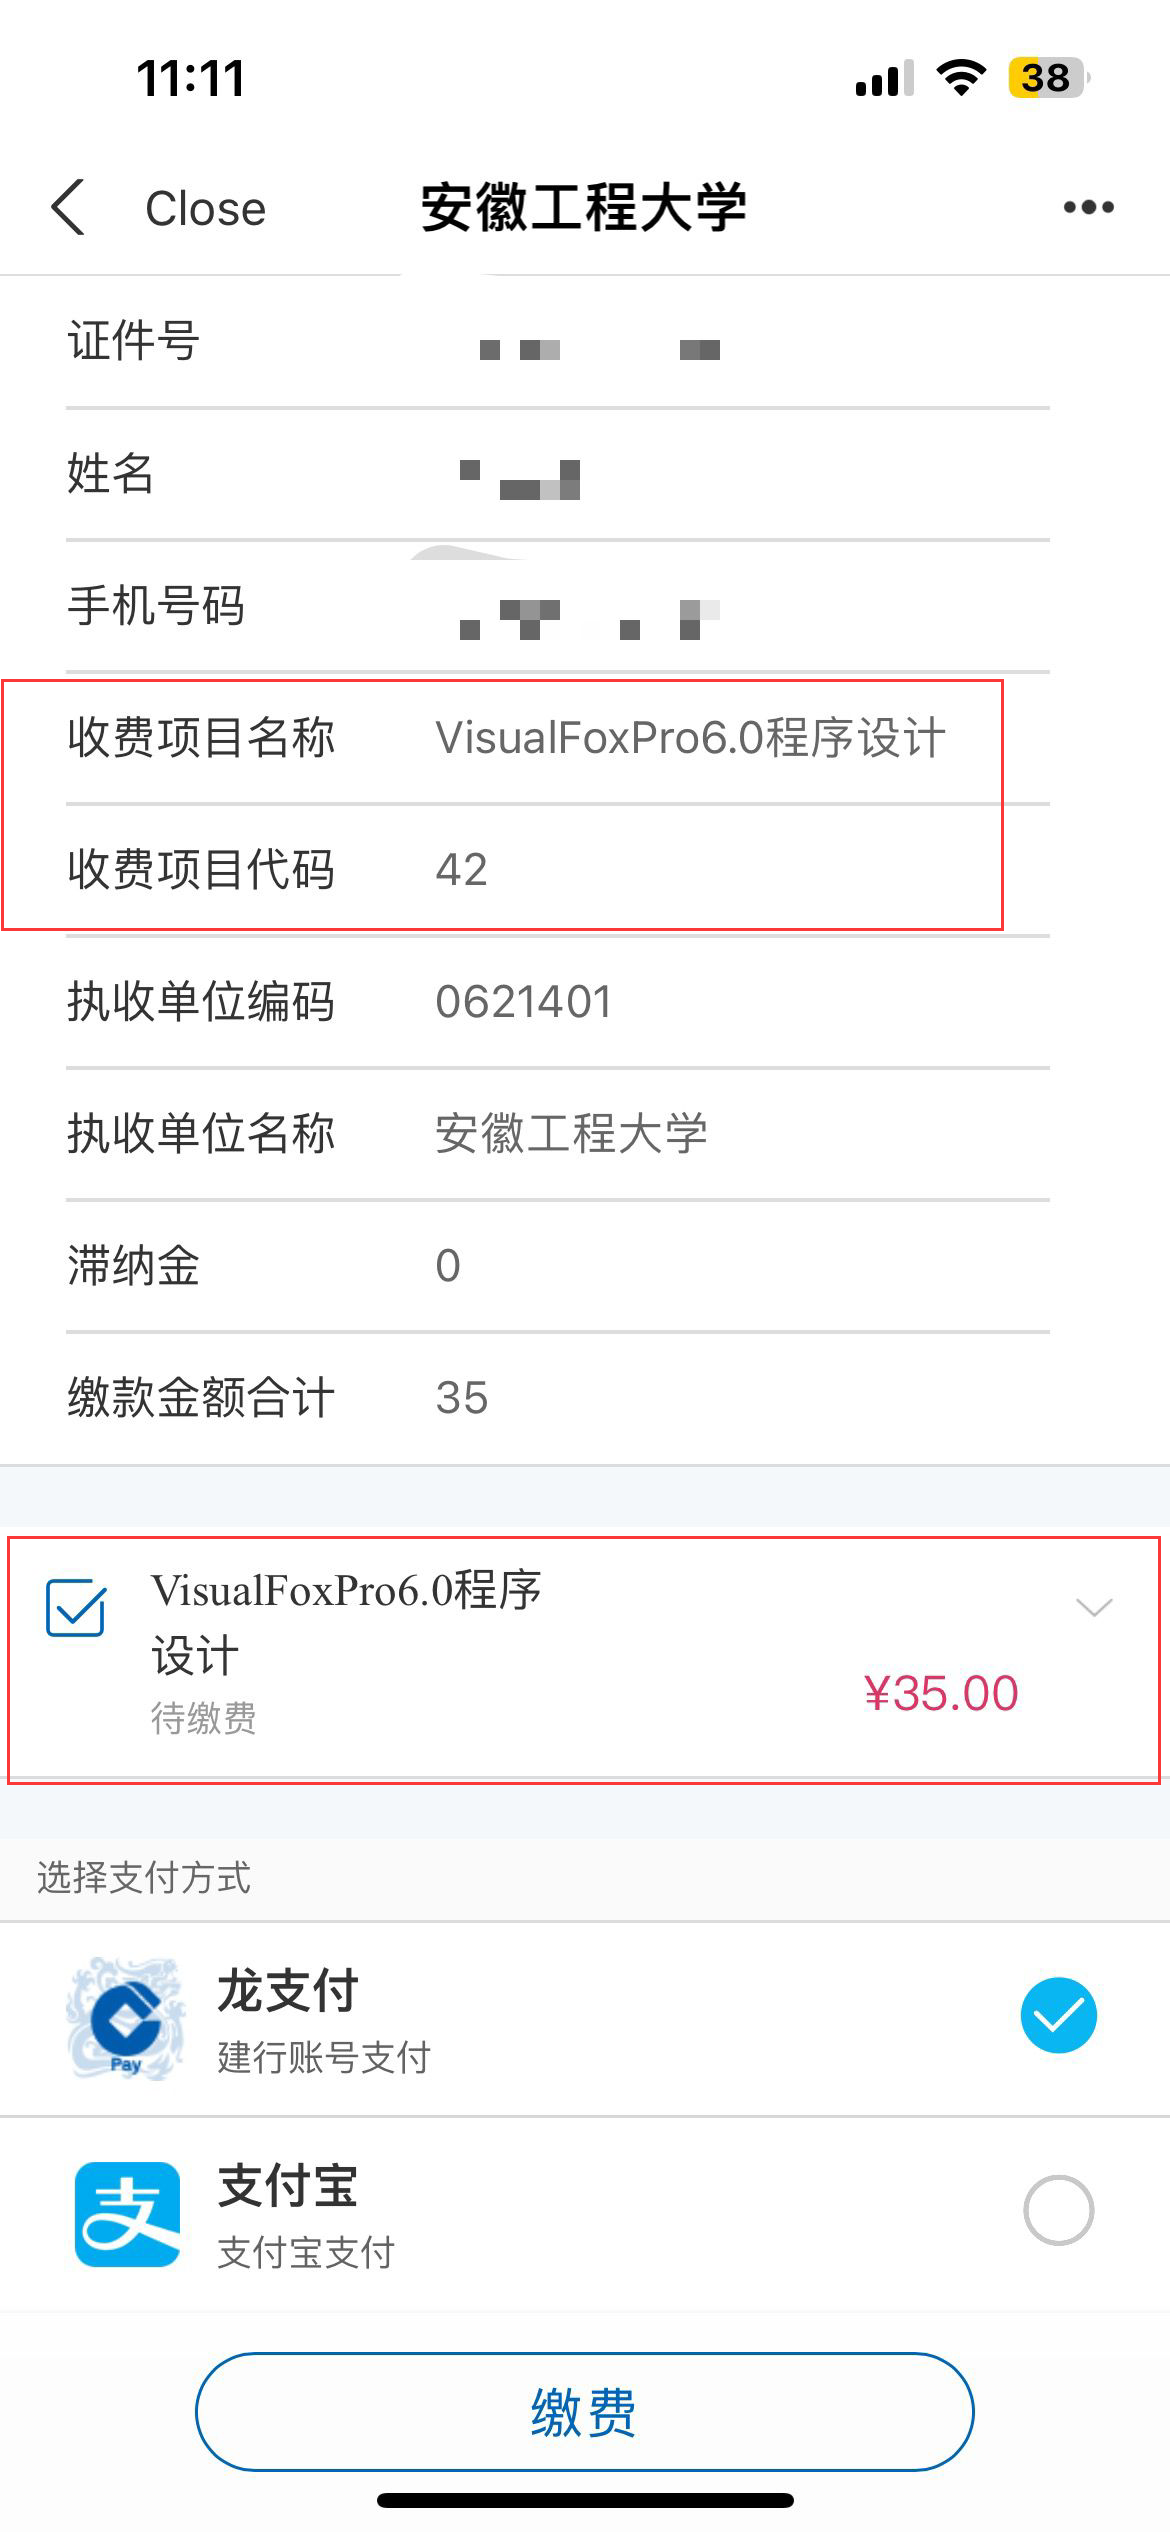 11:11
38
Close
安徽工程大学
证件号
姓名
手机号码
收费项目名称 VisualFoxPro6.0程序设计
收费项目代码 42
执收单位编码 0621401
执收单位名称 安徽工程大学
滞纳金 0
缴款金额合计 35
VisualFoxPro6.0程序
设计
待缴费
¥35.00
选择支付方式
Pay
龙支付
建行账号支付
支
支付宝
支付宝支付
缴费